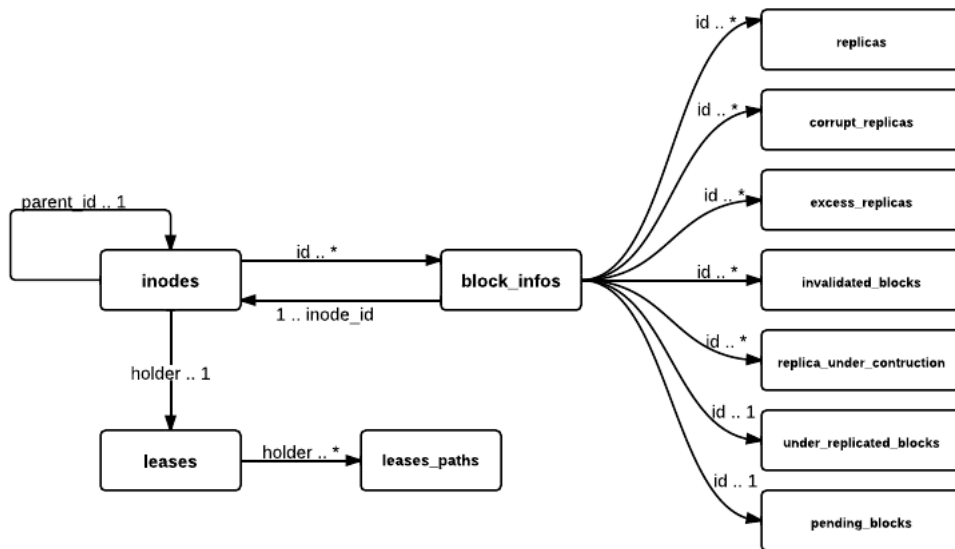 id .. *
replicas
id .. *
corrupt_replicas
id .. *
excess_replicas
parent_id .. 1
inodes
id .. *
1 .. inode_id
block_infos
id .. *
invalidated_blocks
id .. *
replica_under_contruction
holder .. 1
id .. 1
under_replicated_blocks
leases
holder .. *
leases_paths
id .. 1
pending_blocks